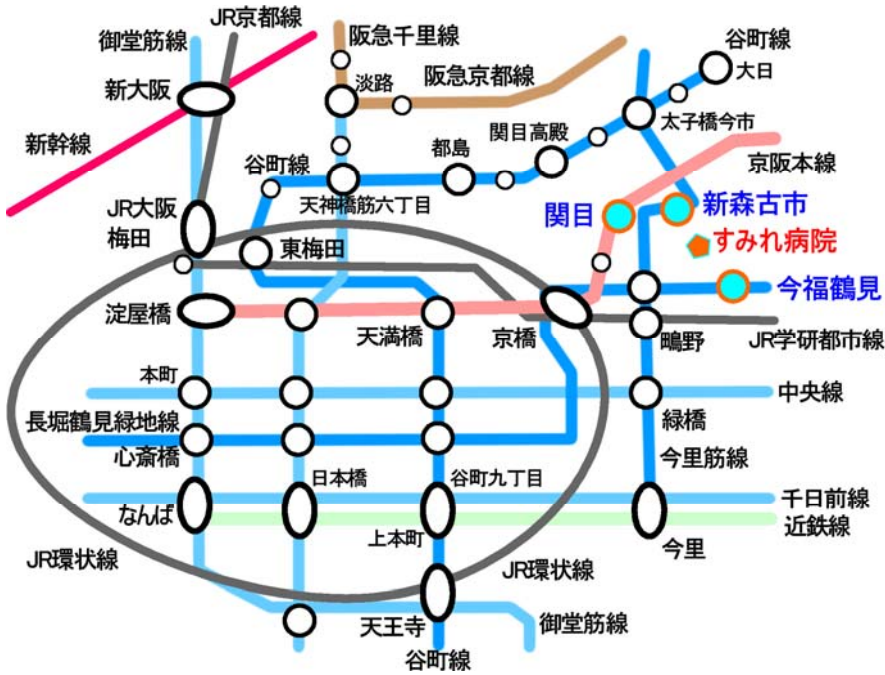 JR京都線
御堂筋線
阪急千里線
谷町線
大日
新大阪
淡路
阪急京都線
太子橋今市
関目高殿
新幹線
都島
京阪本線
谷町線
天神橋筋六丁目
JR大阪
梅田
関目
新森古市
東梅田
すみれ病院
今福鶴見
淀屋橋
天満橋
京橋
鴫野
JR学研都市線
本町
中央線
緑橋
長堀鶴見緑地線
心斎橋
今里筋線
日本橋
谷町九丁目
なんば
千日前線
上本町
近鉄線
今里
JR環状線
JR環状線
天王寺
御堂筋線
谷町線